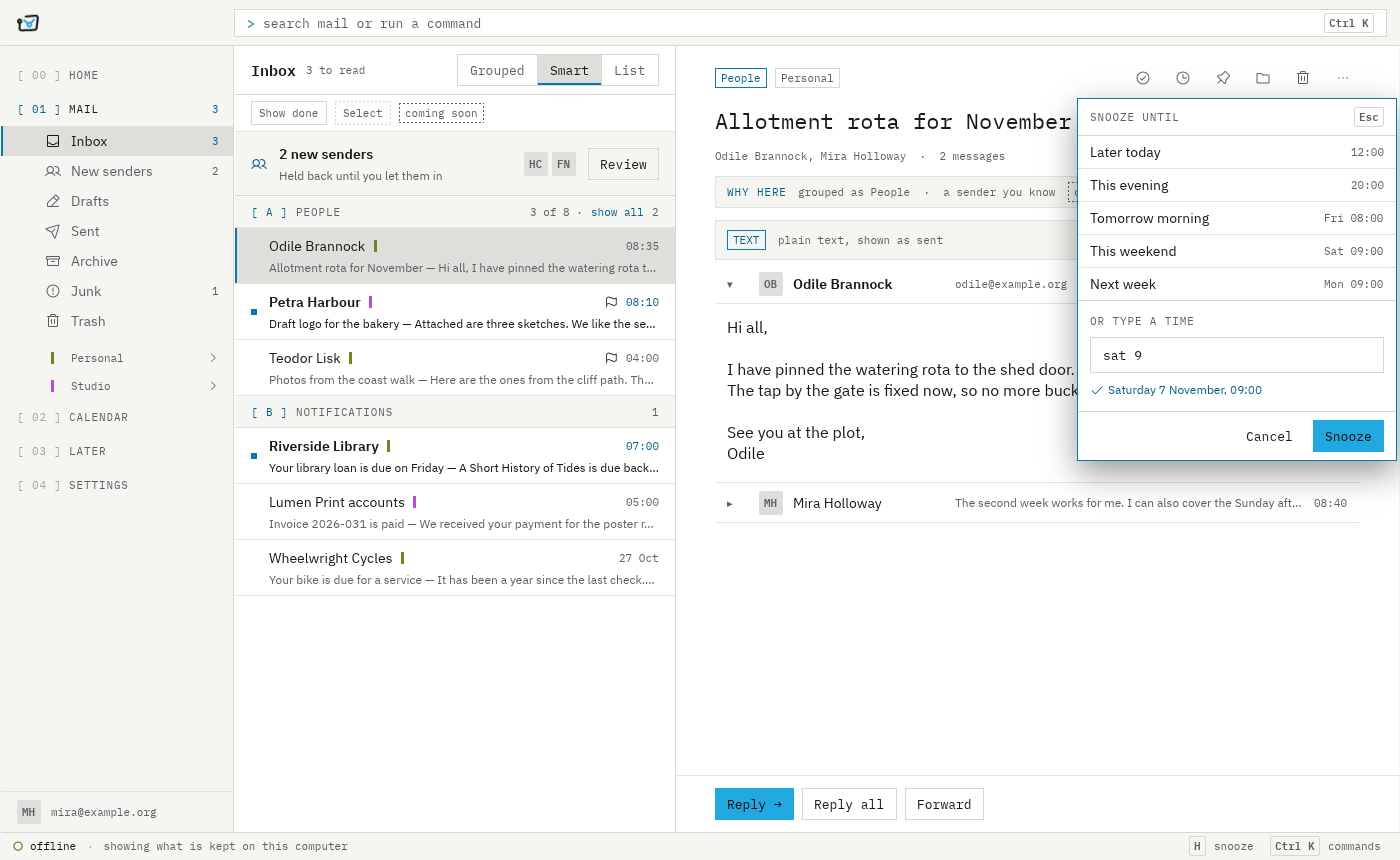 > search mail or run a command Ctrl K
[ 00 ] HOME
[ 01 ] MAIL 3
Inbox 3
New senders 2
Drafts
Sent
Archive
Junk 1
Trash
Personal
Studio
[ 02 ] CALENDAR
[ 03 ] LATER
[ 04 ] SETTINGS
MH mira@example.org
Inbox 3 to read Grouped Smart List
Show done Select coming soon
2 new senders
Held back until you let them in
HC FN Review
[ A ] PEOPLE 3 of 8 · show all 2
Odile Brannock 08:35
Allotment rota for November — Hi all, I have pinned the watering rota t…
Petra Harbour 08:10
Draft logo for the bakery — Attached are three sketches. We like the se…
Teodor Lisk 04:00
Photos from the coast walk — Here are the ones from the cliff path. Th…
[ B ] NOTIFICATIONS 1
Riverside Library 07:00
Your library loan is due on Friday — A Short History of Tides is due back…
Lumen Print accounts 05:00
Invoice 2026-031 is paid — We received your payment for the poster r…
Wheelwright Cycles 27 Oct
Your bike is due for a service — It has been a year since the last check.…
People Personal
Allotment rota for November
Odile Brannock, Mira Holloway · 2 messages
WHY HERE grouped as People · a sender you know
TEXT plain text, shown as sent
OB Odile Brannock odile@example.org
Hi all,
I have pinned the watering rota to the shed door.
The tap by the gate is fixed now, so no more buck
See you at the plot,
Odile
MH Mira Holloway The second week works for me. I can also cover the Sunday aft… 08:40
Reply → Reply all Forward
SNOOZE UNTIL Esc
Later today 12:00
This evening 20:00
Tomorrow morning Fri 08:00
This weekend Sat 09:00
Next week Mon 09:00
OR TYPE A TIME
sat 9
Saturday 7 November, 09:00
Cancel Snooze
offline · showing what is kept on this computer
H snooze Ctrl K commands